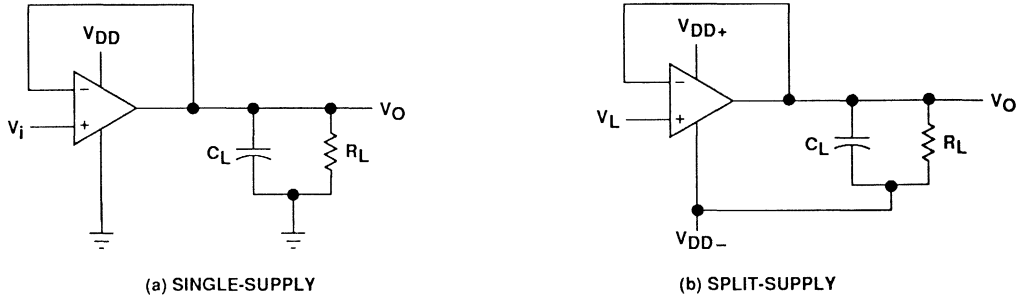 VDD
−
+
Vi
VO
CL
RL
(a) SINGLE-SUPPLY
VDD+
−
+
VL
VO
CL
RL
VDD−
(b) SPLIT-SUPPLY